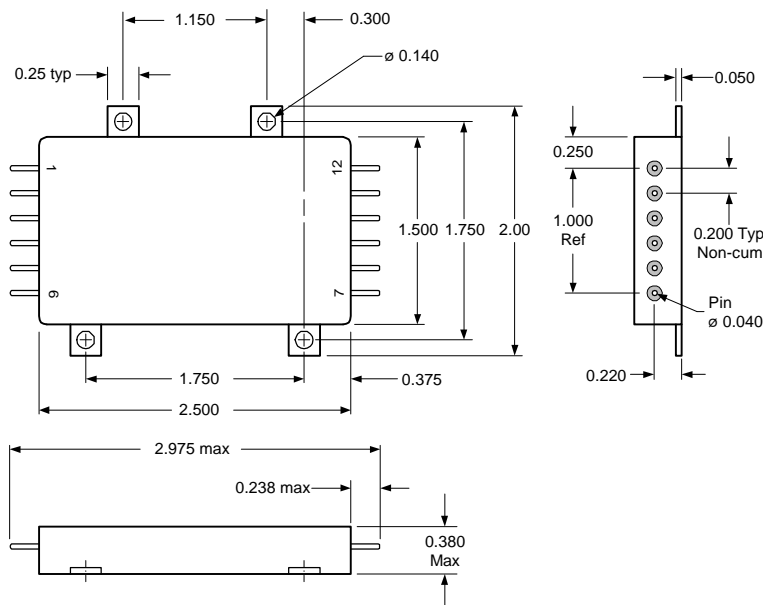 1.150
0.300
ø 0.140
0.25 typ
0.050
0.250
1
12
1.000
Ref
1.500
1.750
2.00
0.200 Typ
Non-cum
6
7
Pin
ø 0.040
1.750
0.375
0.220
2.500
2.975 max
0.238 max
0.380
Max